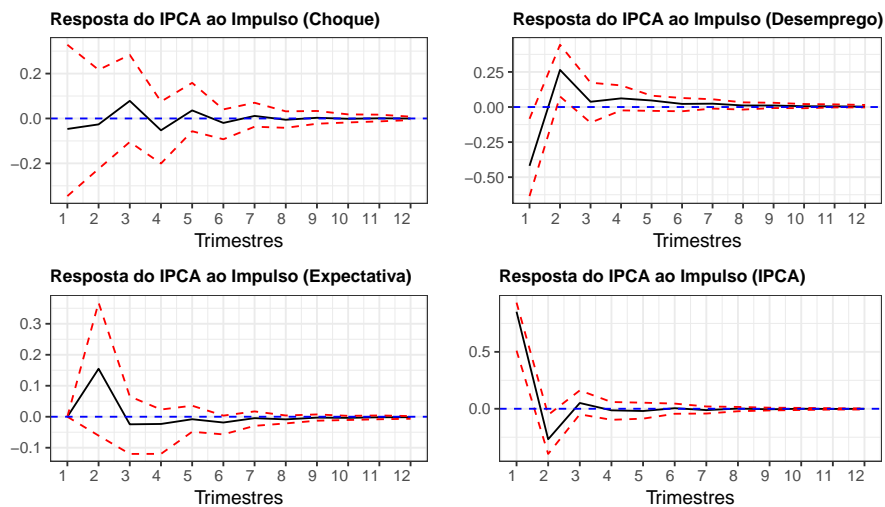 Resposta do IPCA ao Impulso (Choque)
0.2
0.0
−0.2
1 2 3 4 5 6 7 8 9 10 11 12
Trimestres
Resposta do IPCA ao Impulso (Desemprego)
0.25
0.00
−0.25
−0.50
1 2 3 4 5 6 7 8 9 10 11 12
Trimestres
Resposta do IPCA ao Impulso (Expectativa)
0.3
0.2
0.1
0.0
−0.1
1 2 3 4 5 6 7 8 9 10 11 12
Trimestres
Resposta do IPCA ao Impulso (IPCA)
0.5
0.0
1 2 3 4 5 6 7 8 9 10 11 12
Trimestres